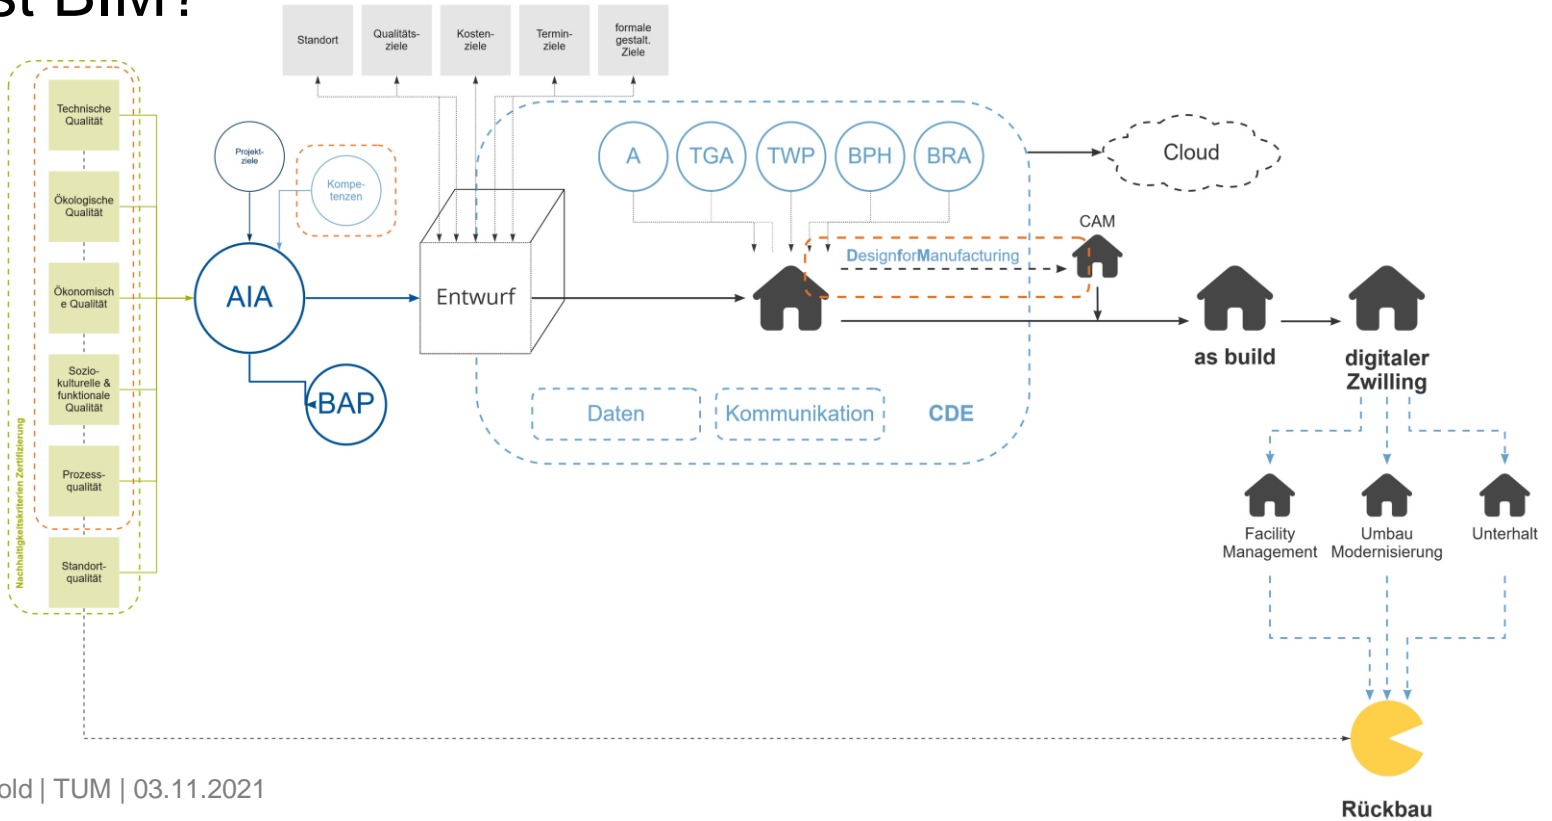 st BIM?
Standort
Qualitäts-
ziele
Kosten-
ziele
Termin-
ziele
formale
gestalt.
Ziele
Technische
Qualität
Ökologische
Qualität
Ökonomisch
e Qualität
Sozio-
kulturelle &
funktionale
Qualität
Prozess-
qualität
Standort-
qualität
Nachhaltigkeitskriterien Zertifizierung
Projekt-
ziele
Kompe-
tenzen
AIA
BAP
Entwurf
A
TGA
TWP
BPH
BRA
DesignforManufacturing
Daten
Kommunikation
CDE
Cloud
CAM
as build
digitaler
Zwilling
Facility
Management
Umbau
Modernisierung
Unterhalt
Rückbau
old | TUM | 03.11.2021